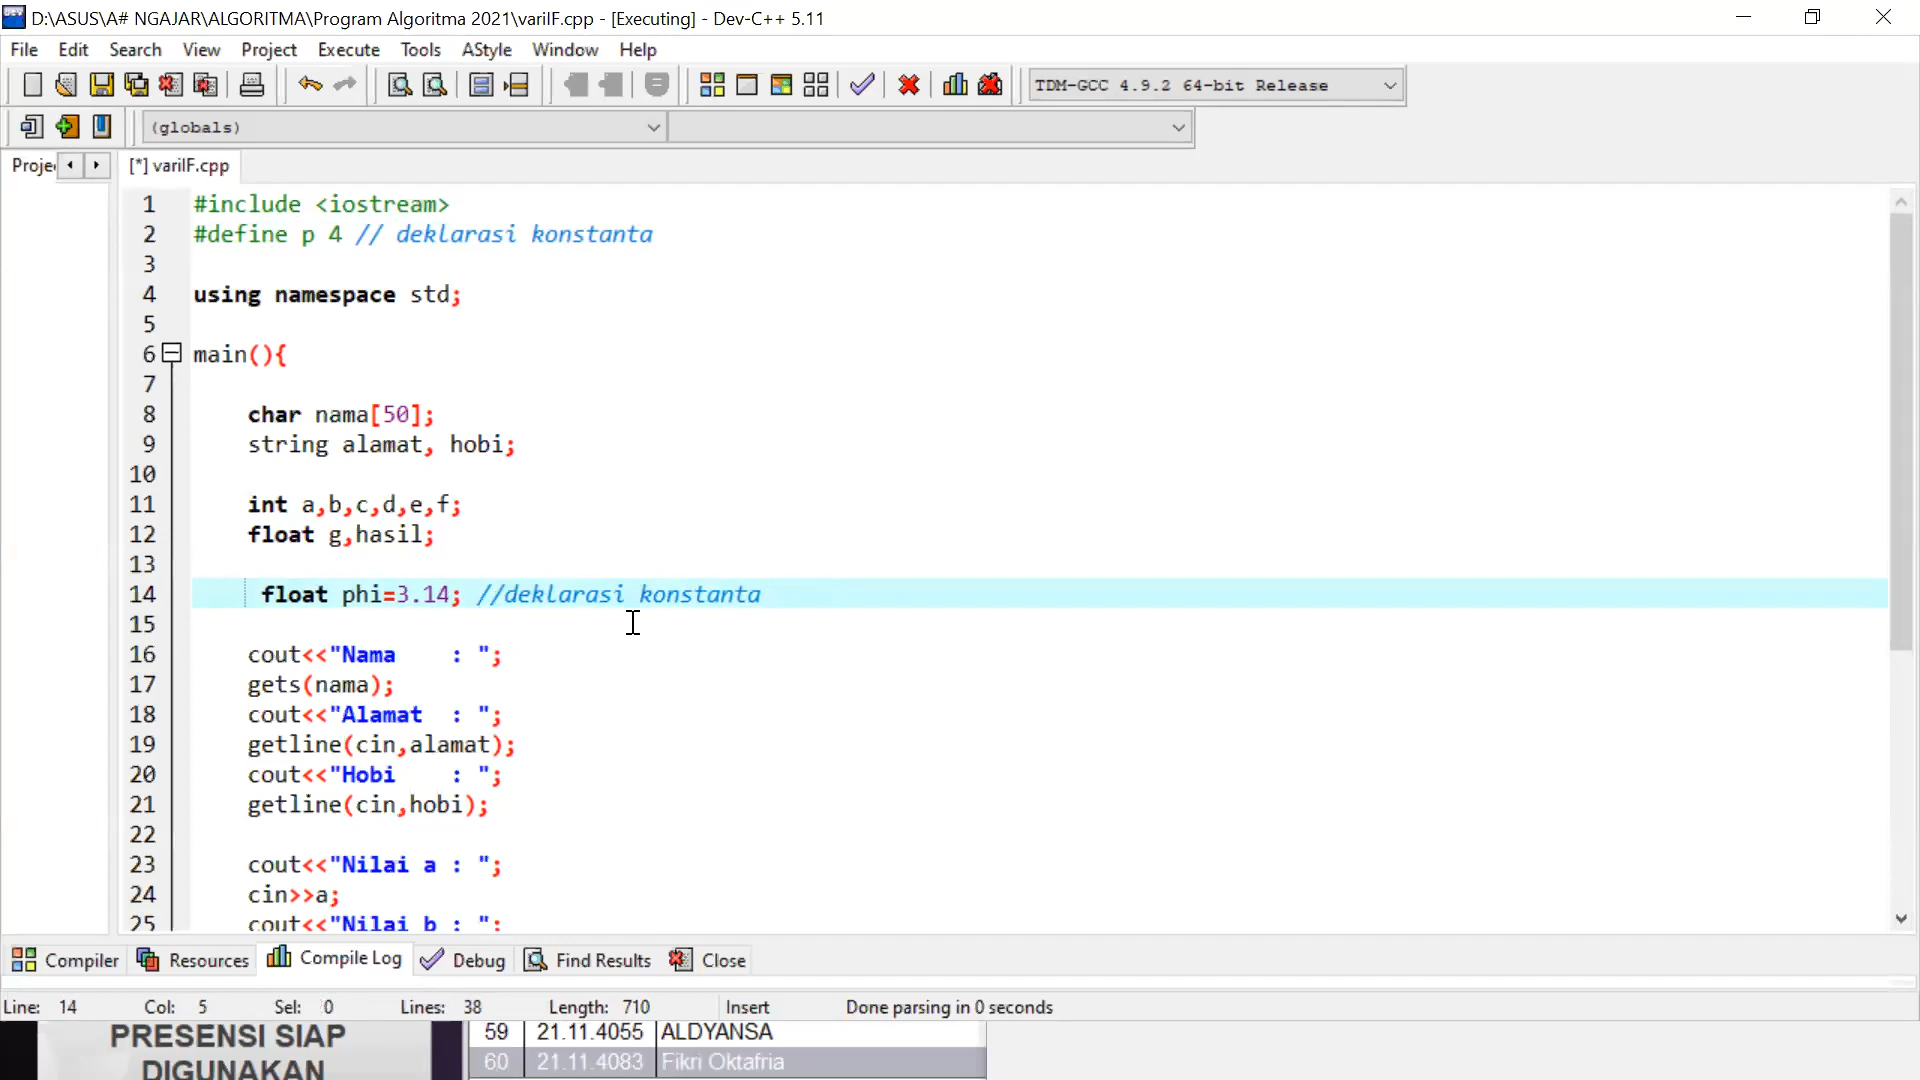 D:\ASUS\A# NGAJAR\ALGORITMA\Program Algoritma 2021\variIF.cpp - [Executing] - Dev-C++ 5.11
File Edit Search View Project Execute Tools AStyle Window Help
TDM-GCC 4.9.2 64-bit Release
(globals)
Proje [*] variIF.cpp
1 #include <iostream>
2 #define p 4 // deklarasi konstanta
3
4 using namespace std;
5
6 main(){
7
8 char nama[50];
9 string alamat, hobi;
10
11 int a,b,c,d,e,f;
12 float g,hasil;
13
14 float phi=3.14; //deklarasi konstanta
15
16 cout<<"Nama    : ";
17 gets(nama);
18 cout<<"Alamat  : ";
19 getline(cin,alamat);
20 cout<<"Hobi    : ";
21 getline(cin,hobi);
22
23 cout<<"Nilai a : ";
24 cin>>a;
25 cout<<"Nilai b : ";
Compiler Resources Compile Log Debug Find Results Close
Line: 14 Col: 5 Sel: 0 Lines: 38 Length: 710 Insert Done parsing in 0 seconds
PRESENSI SIAP
DIGUNAKAN
59 21.11.4055 ALDYANSA
60 21.11.4083 Fikri Oktafria